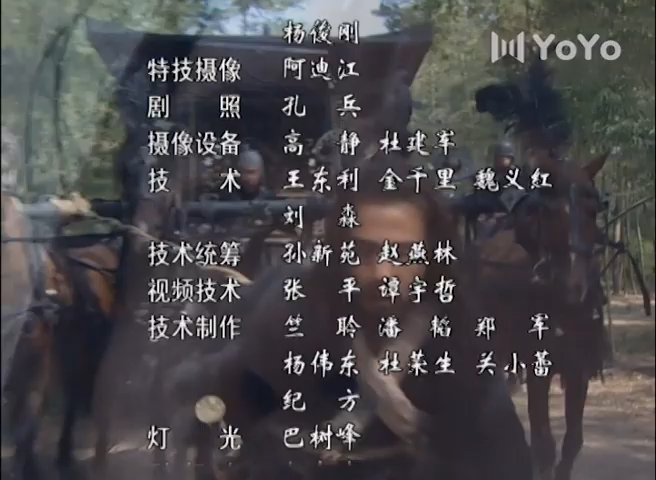 YoYo
杨俊刚
特技摄像 阿迪江
剧照 孔兵
摄像设备 高静 杜建军
技术 王东利 金千里 魏义红
刘淼
技术统筹 孙新苑 赵燕林
视频技术 张平 谭宇哲
技术制作 竺聆 潘韬 郑军
杨伟东 杜荣生 关小蕾
纪方
灯光 巴树峰